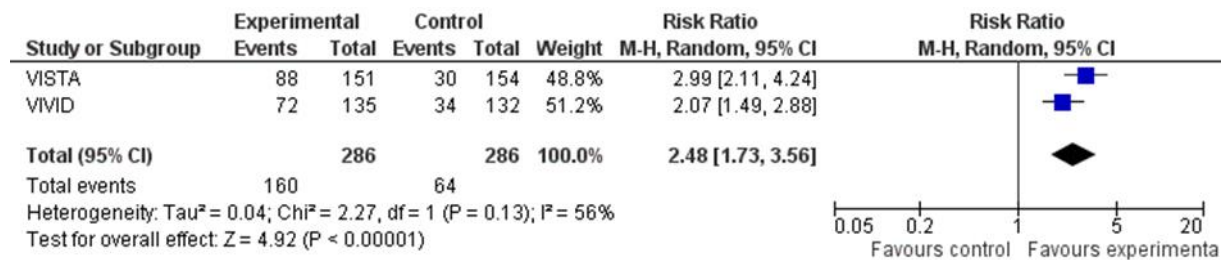 Experimental Control Risk Ratio Risk Ratio
Study or Subgroup Events Total Events Total Weight M-H, Random, 95% CI M-H, Random, 95% CI
VISTA 88 151 30 154 48.8% 2.99 [2.11, 4.24]
VIVID 72 135 34 132 51.2% 2.07 [1.49, 2.88]
Total (95% CI) 286 286 100.0% 2.48 [1.73, 3.56]
Total events 160 64
Heterogeneity: Tau² = 0.04; Chi² = 2.27, df = 1 (P = 0.13); I² = 56%
Test for overall effect: Z = 4.92 (P < 0.00001)
0.05 0.2 1 5 20
Favours control Favours experimenta